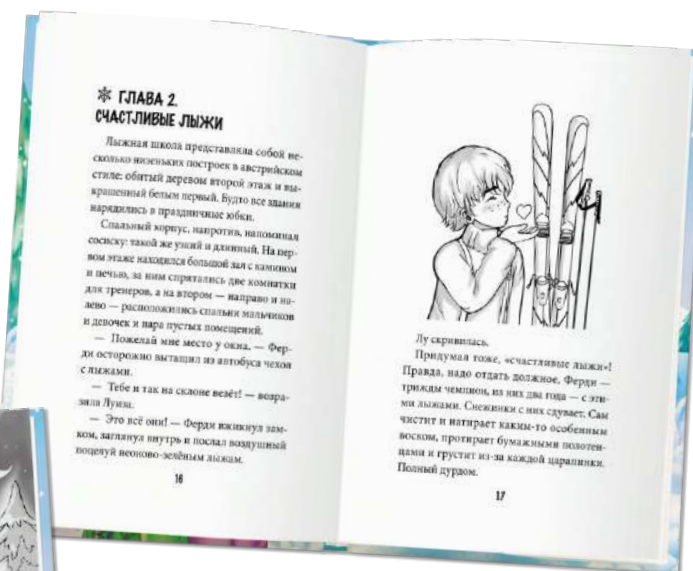 ГЛАВА 2.
СЧАСТЛИВЫЕ ЛЫЖИ
Лыжная школа представляла собой не-
сколько низеньких построек в австрийском
стиле: обитый деревом второй этаж и вы-
крашенный белым первый. Будто все здания
нарядились в праздничные юбки.
Спальный корпус, напротив, напоминал
сосиску: такой же узкий и длинный. На пер-
вом этаже находился большой зал с камином
и печью, за ним спрятались две комнатки
для тренеров, а на втором — направо и на-
лево — расположились спальни мальчиков
и девочек и пара пустых помещений.
— Пожелай мне место у окна. — Фер-
ди осторожно вытащил из автобуса чехол
с лыжами.
— Тебе и так на склоне везёт! — возра-
зила Луиза.
— Это всё они! — Ферди вжикнул зам-
ком, заглянул внутрь и послал воздушный
поцелуй неоново-зелёным лыжам.
16
Лу скривилась.
Придумал тоже, «счастливые лыжи»!
Правда, надо отдать должное, Ферди —
трижды чемпион, из них два года — с эти-
ми лыжами. Снежинки с них сдувает. Сам
чистит и натирает каким-то особенным
воском, протирает бумажными полотен-
цами и грустит из-за каждой царапинки.
Полный дурдом.
17